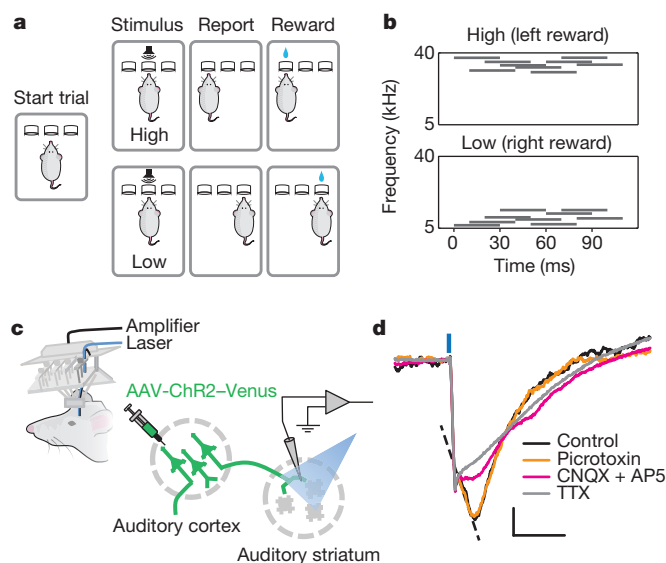 a
Stimulus Report Reward
Start trial
High
Low
b
High (left reward)
40
5
Low (right reward)
40
5
Frequency (kHz)
0 30 60 90
Time (ms)
c
Amplifier
Laser
AAV-ChR2–Venus
Auditory cortex
Auditory striatum
d
Control
Picrotoxin
CNQX + AP5
TTX